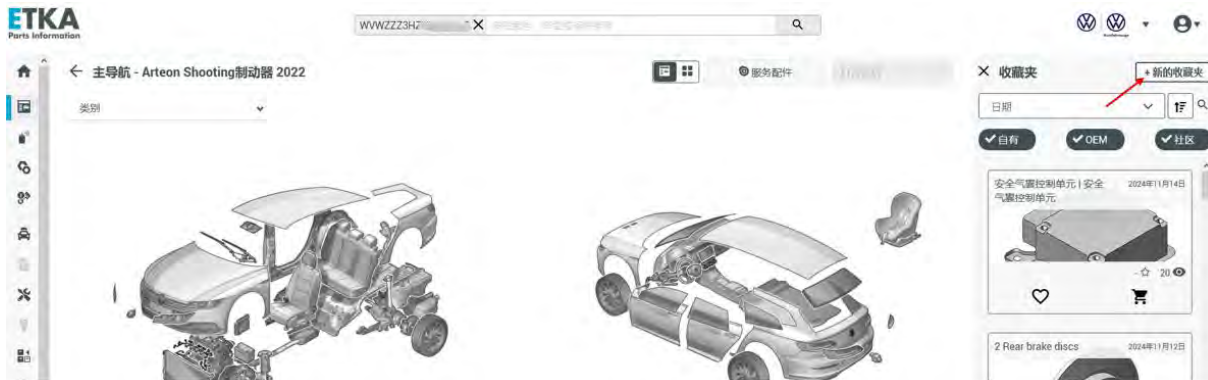 ETKA
Parts Information
WVWZZZ3HZ
主导航 - Arteon Shooting制动器 2022
服务配件
收藏夹
+ 新的收藏夹
类别
日期
自有
OEM
社区
安全气囊控制单元 | 安全
气囊控制单元
2024年11月14日
- 20
2 Rear brake discs
2024年11月12日